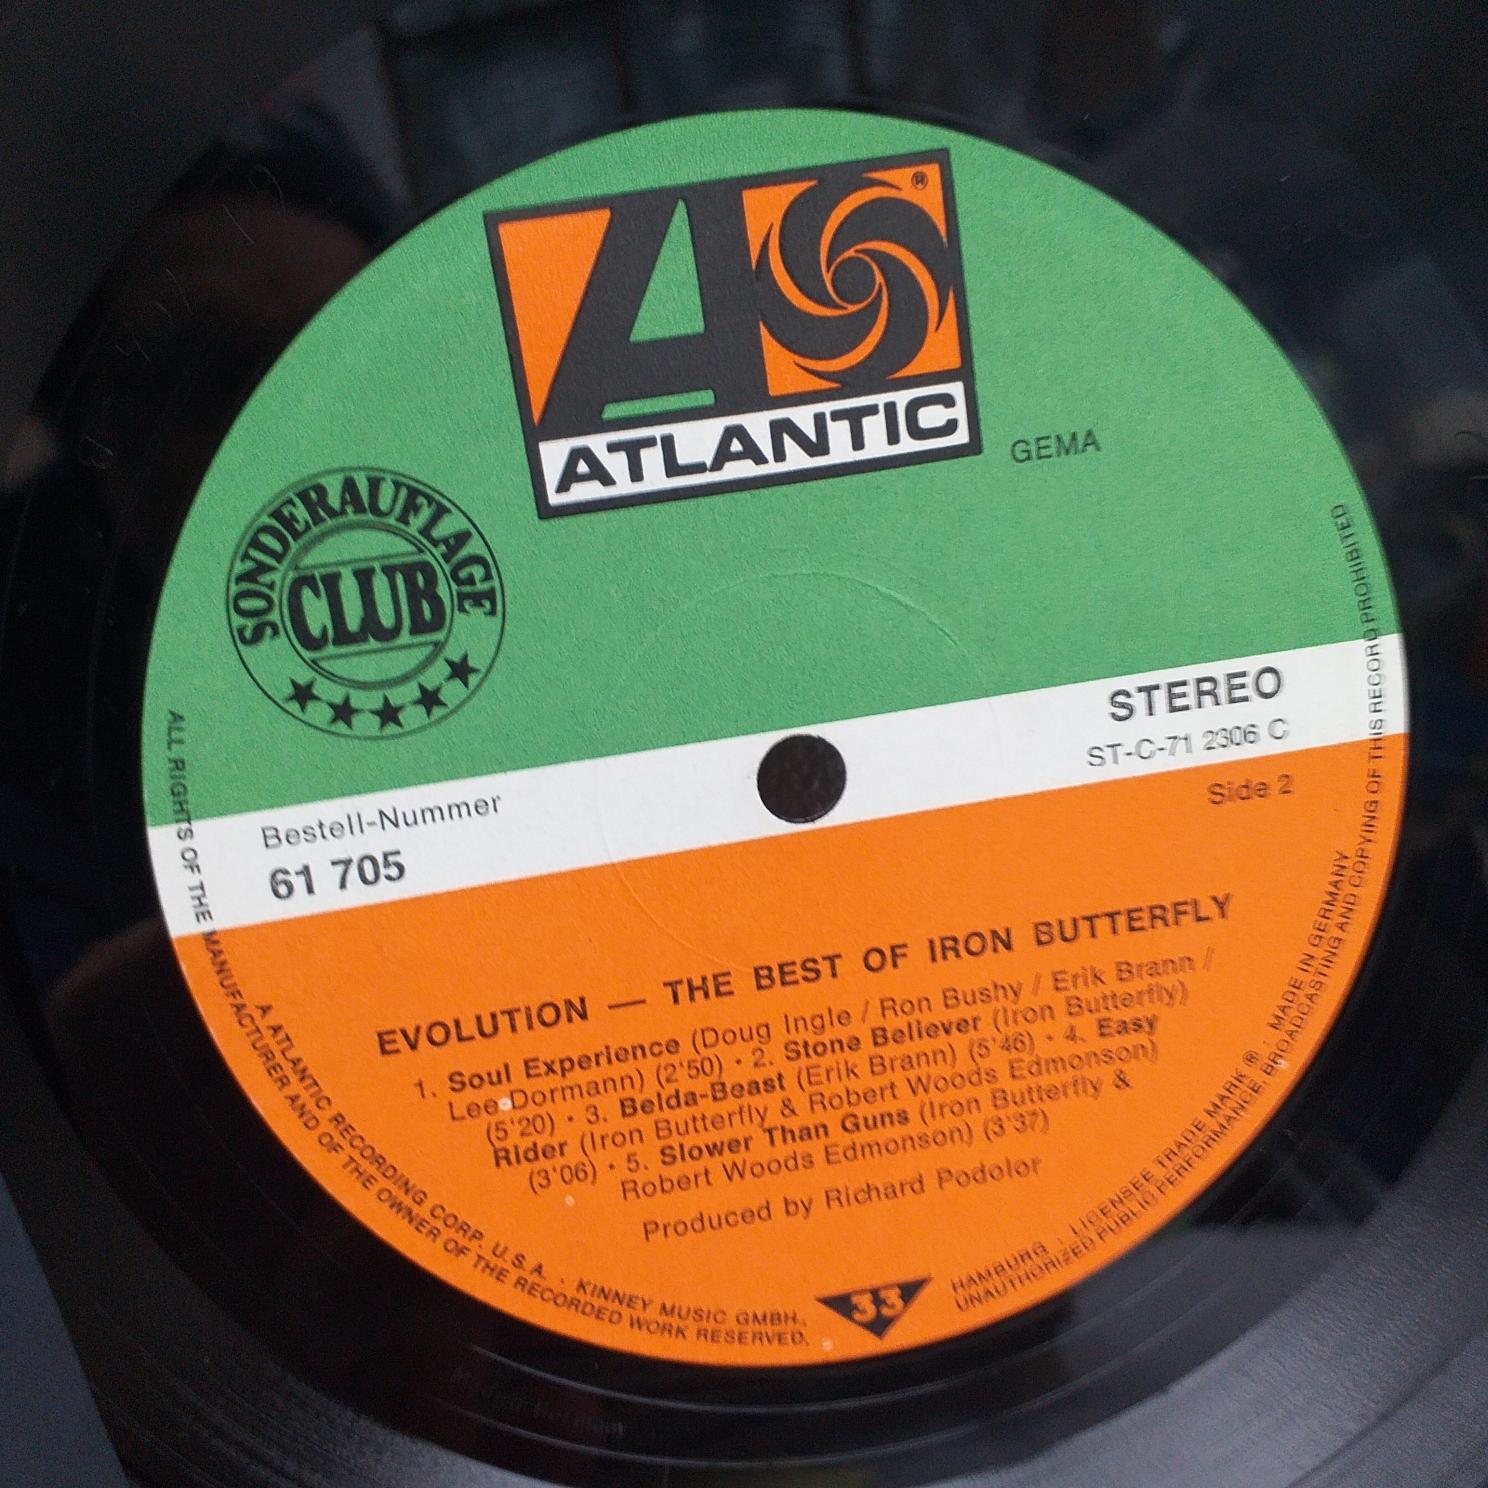 ATLANTIC
®
GEMA
SONDERAUFLAGE
CLUB
STEREO
ST-C-71 2306 C
Side 2
Bestell-Nummer
61 705
EVOLUTION — THE BEST OF IRON BUTTERFLY
1. Soul Experience (Doug Ingle / Ron Bushy / Erik Brann /
Lee Dormann) (2'50) · 2. Stone Believer (Iron Butterfly)
(5'20) · 3. Belda-Beast (Erik Brann) (5'46) · 4. Easy
Rider (Iron Butterfly & Robert Woods Edmonson)
(3'06) · 5. Slower Than Guns (Iron Butterfly &
Robert Woods Edmonson) (3'37)
Produced by Richard Podolor
33
A ATLANTIC RECORDING CORP. U.S.A. · KINNEY MUSIC GMBH., HAMBURG · LICENSEE TRADE MARK ® · MADE IN GERMANY
ALL RIGHTS OF THE MANUFACTURER AND OF THE OWNER OF THE RECORDED WORK RESERVED. UNAUTHORIZED PUBLIC PERFORMANCE, BROADCASTING AND COPYING OF THIS RECORD PROHIBITED